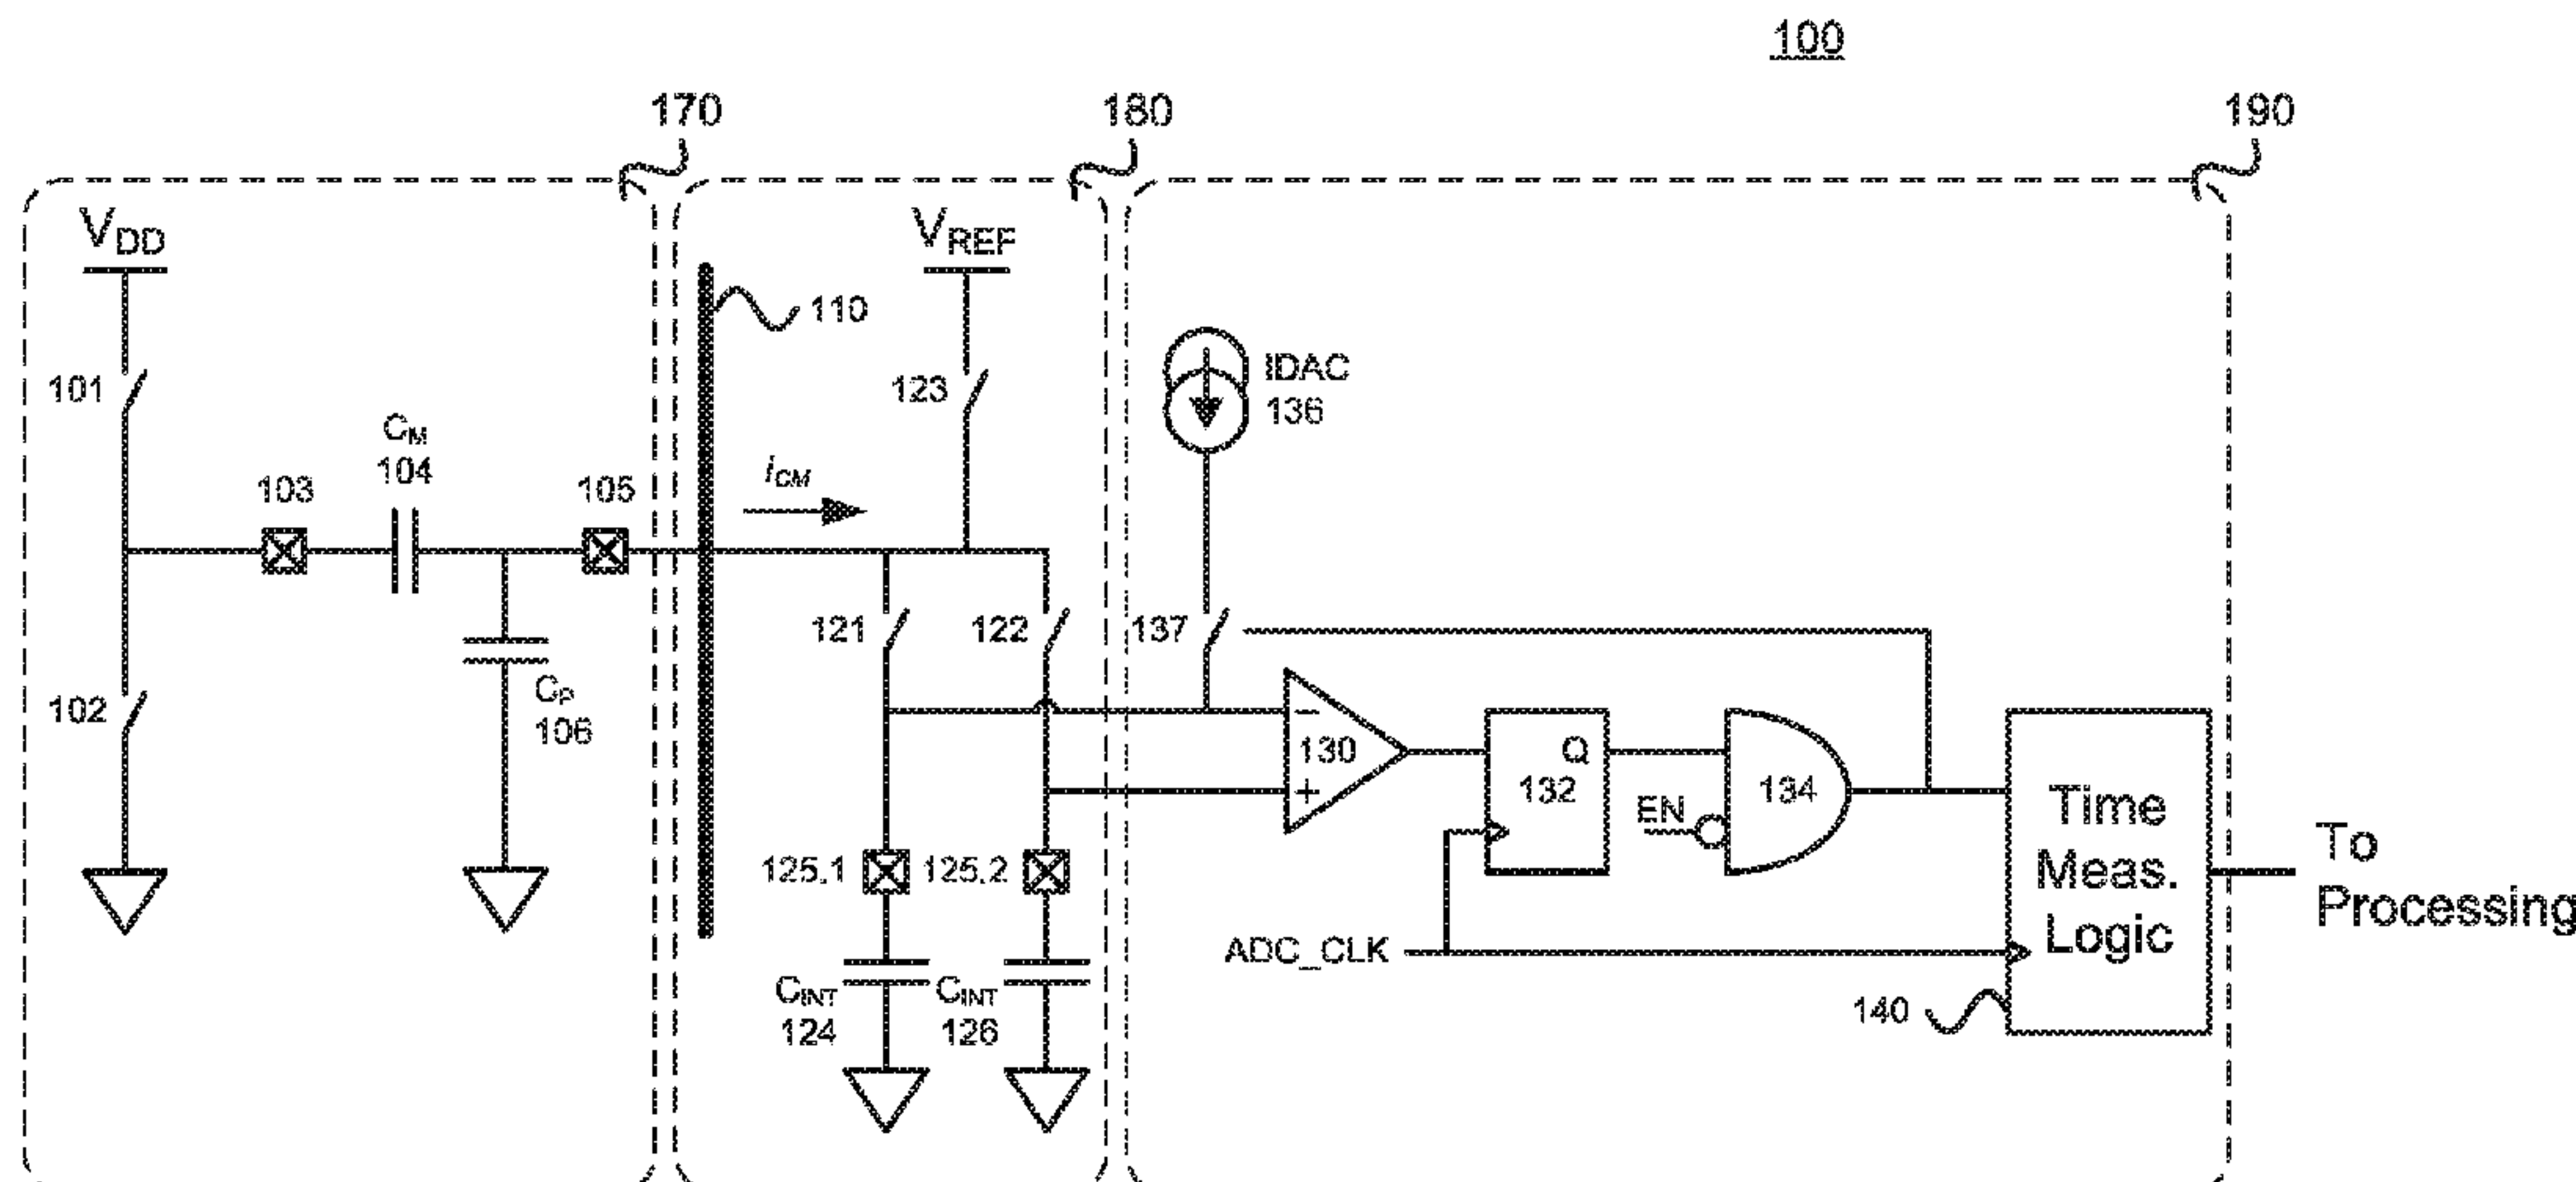 100
170
180
190
VDD
VREF
110
101
CM
104
103
105
iCM
123
IDAC
136
121
122
137
102
CP
106
−
130
+
Q
132
EN
134
Time
Meas.
Logic
To
Processing
125.1
125.2
ADC_CLK
CINT
124
CINT
126
140